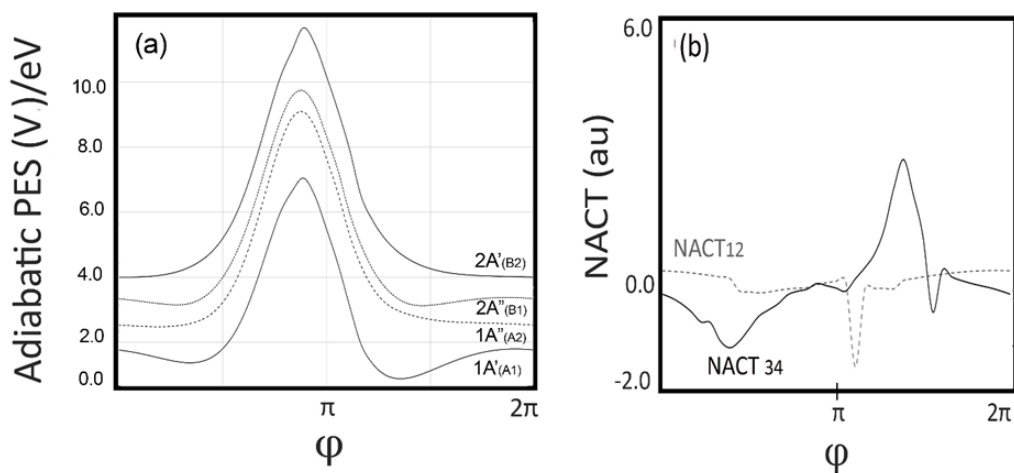 (a)
Adiabatic PES (V.)/eV
10.0
8.0
6.0
4.0
2.0
0.0
2A'(B2)
2A"(B1)
1A"(A2)
1A'(A1)
π
2π
φ
(b)
NACT (au)
6.0
0.0
-2.0
NACT12
NACT 34
π
2π
φ